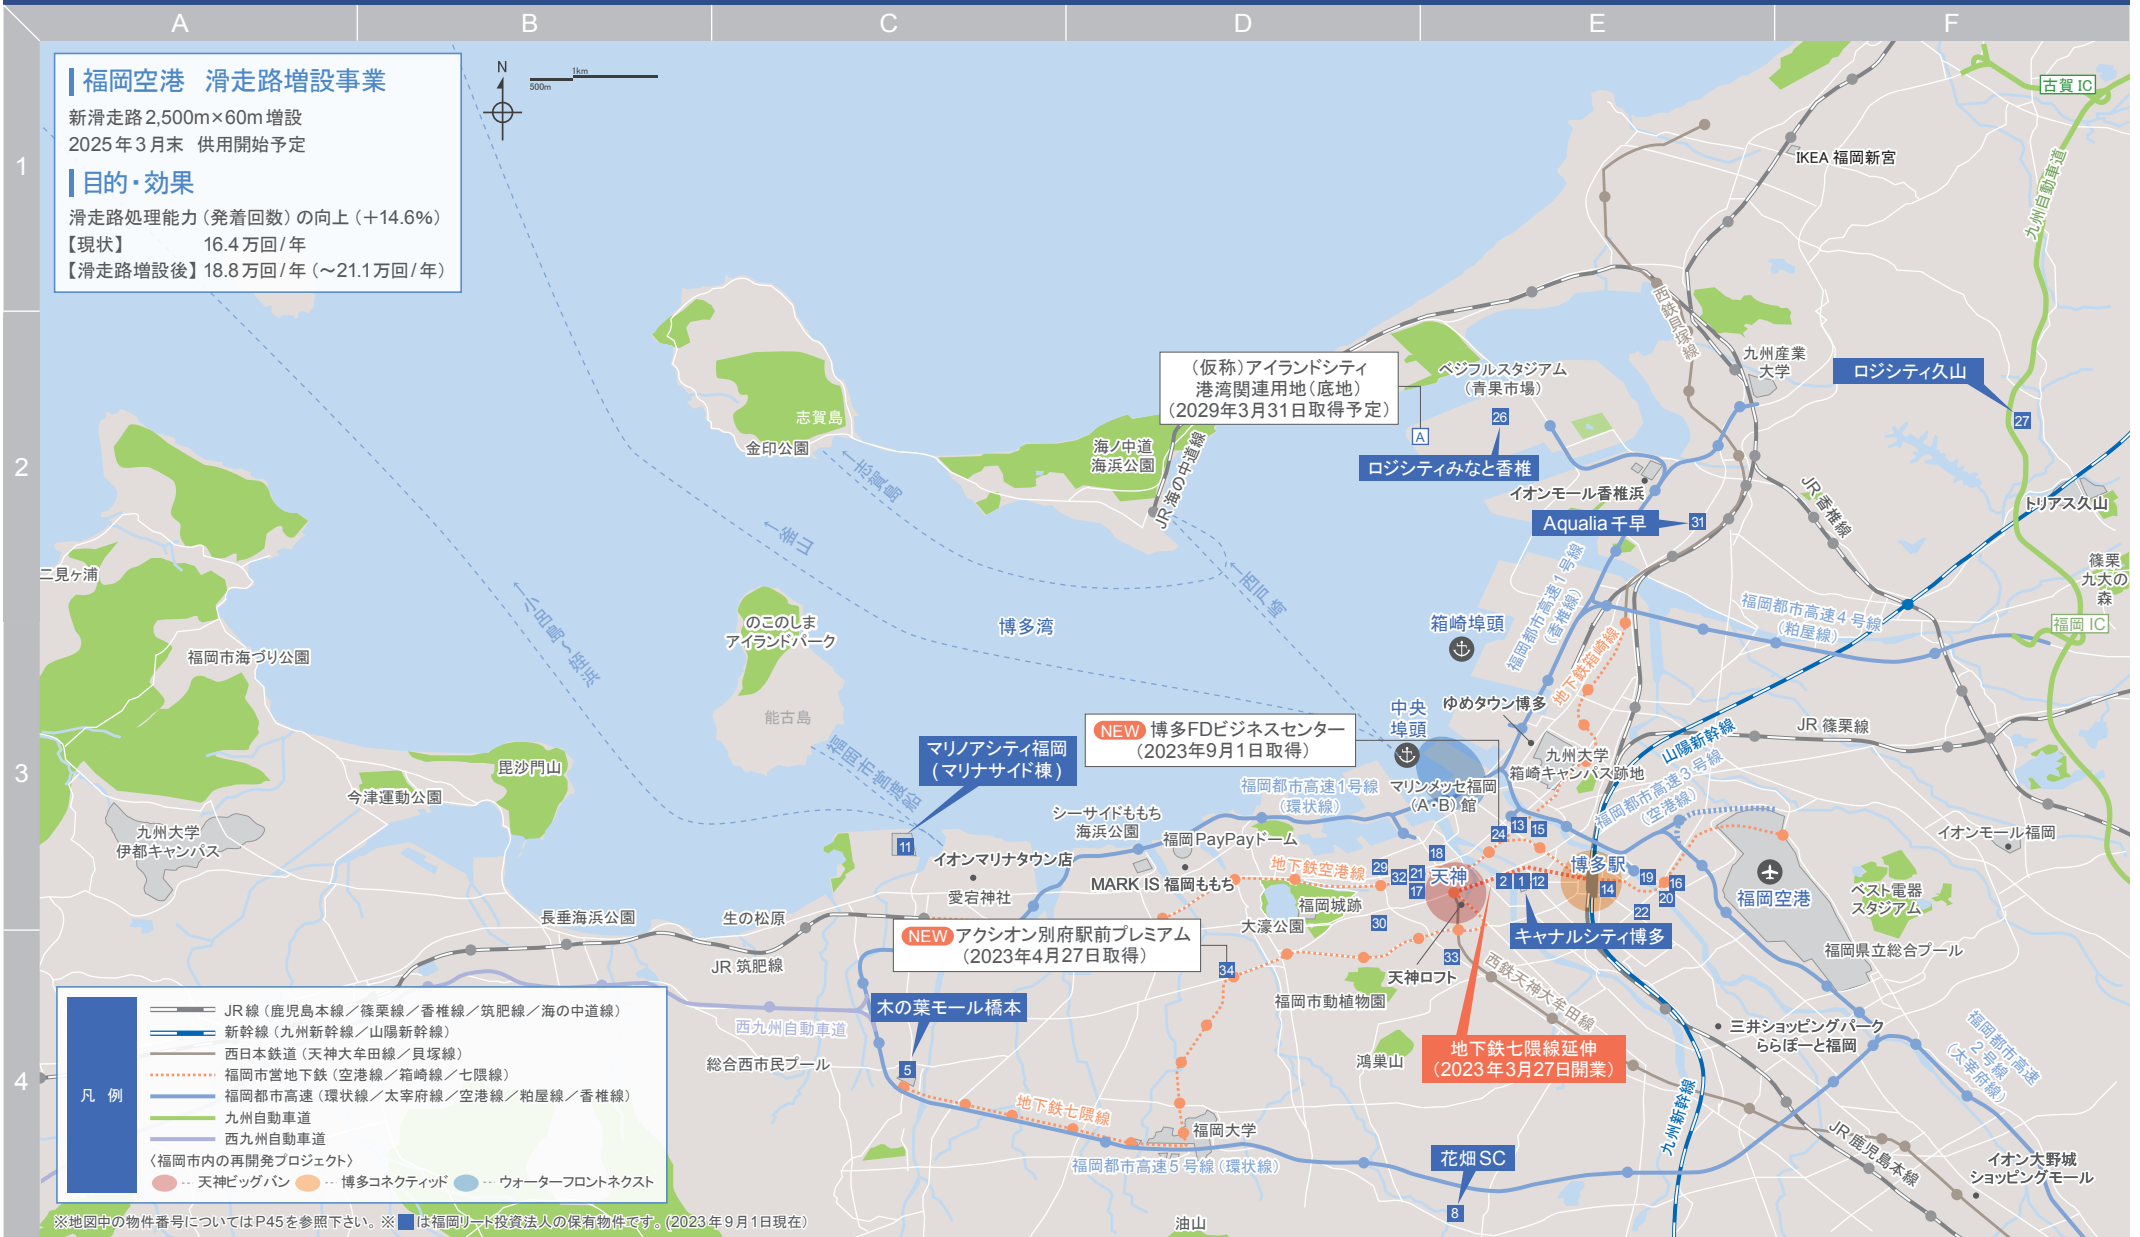 A B C D E F
1
2
3
4
福岡空港 滑走路増設事業
新滑走路2,500m×60m増設
2025年3月末 供用開始予定
目的・効果
滑走路処理能力（発着回数）の向上（＋14.6%）
【現状】 16.4万回/年
【滑走路増設後】18.8万回/年（～21.1万回/年）
N
1km
500m
古賀IC
IKEA 福岡新宮
九州自動車道
西鉄貝塚線
九州産業
大学
ロジシティ久山
27
（仮称）アイランドシティ
港湾関連用地（底地）
（2029年3月31日取得予定）
A
ベジフルスタジアム
（青果市場）
26
ロジシティみなと香椎
イオンモール香椎浜
Aqualia千早
31
JR香椎線
トリアス久山
篠栗
九大の
森
福岡IC
志賀島
金印公園
海ノ中道
海浜公園
JR海の中道線
←志賀島
←釜山
←西戸崎
←小呂島～姪浜
二見ヶ浦
福岡市海づり公園
のこのしま
アイランドパーク
能古島
博多湾
箱崎埠頭
福岡都市高速1号線
（香椎線）
地下鉄箱崎線
福岡都市高速4号線
（粕屋線）
中央
埠頭
ゆめタウン博多
九州大学
箱崎キャンパス跡地
山陽新幹線
JR篠栗線
福岡都市高速3号線
（空港線）
NEW 博多FDビジネスセンター
（2023年9月1日取得）
マリンメッセ福岡
（A・B）館
福岡都市高速1号線
（環状線）
福岡市営渡船
マリノアシティ福岡
(マリナサイド棟)
11
毘沙門山
今津運動公園
九州大学
伊都キャンパス
イオンマリナタウン店
愛宕神社
シーサイドももち
海浜公園
福岡PayPayドーム
MARK IS 福岡ももち
地下鉄空港線
29
32
21
17
18
天神
24
13
15
2
1
12
博多駅
14
19
16
20
22
福岡空港
イオンモール福岡
ベスト電器
スタジアム
福岡県立総合プール
長垂海浜公園
生の松原
福岡城跡
大濠公園
30
キャナルシティ博多
NEW アクシオン別府駅前プレミアム
（2023年4月27日取得）
34
33
天神ロフト
福岡市動植物園
西鉄天神大牟田線
JR筑肥線
西九州自動車道
木の葉モール橋本
5
総合西市民プール
鴻巣山
地下鉄七隈線延伸
（2023年3月27日開業）
三井ショッピングパーク
ららぽーと福岡
福岡都市高速
2号線
（太宰府線）
地下鉄七隈線
福岡大学
福岡都市高速5号線（環状線）
花畑SC
8
九州新幹線
JR鹿児島本線
イオン大野城
ショッピングモール
油山
凡例
JR線（鹿児島本線／篠栗線／香椎線／筑肥線／海の中道線）
新幹線（九州新幹線／山陽新幹線）
西日本鉄道（天神大牟田線／貝塚線）
福岡市営地下鉄（空港線／箱崎線／七隈線）
福岡都市高速（環状線／太宰府線／空港線／粕屋線／香椎線）
九州自動車道
西九州自動車道
〈福岡市内の再開発プロジェクト〉
天神ビッグバン 博多コネクティッド ウォーターフロントネクスト
※地図中の物件番号についてはP45を参照下さい。※ は福岡リート投資法人の保有物件です。(2023年9月1日現在)